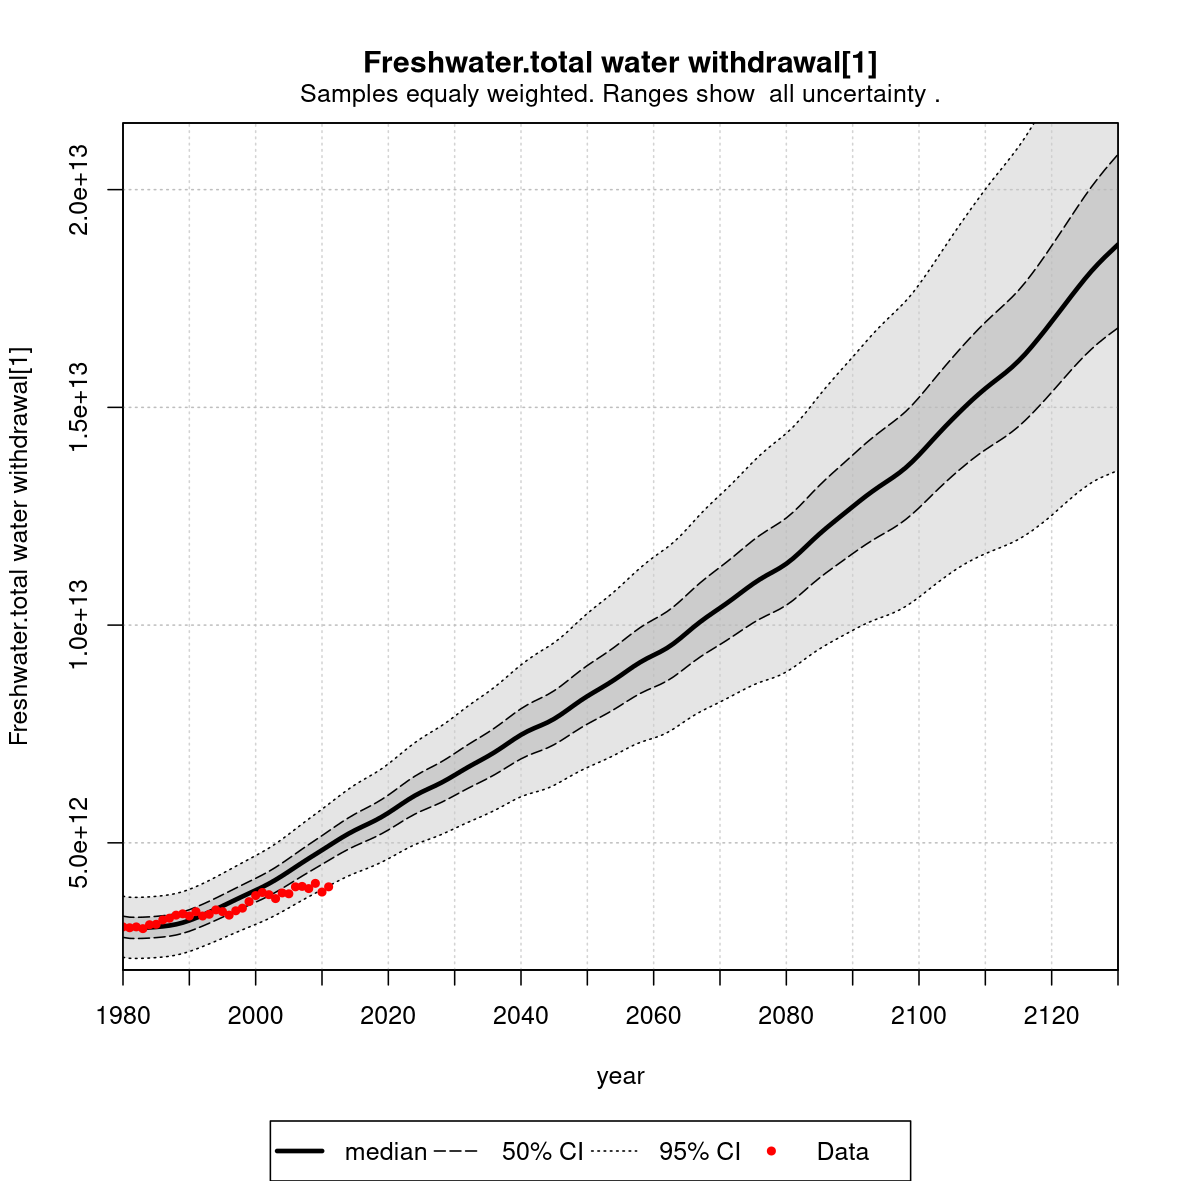 Freshwater.total water withdrawal[1]
Samples equaly weighted. Ranges show  all uncertainty .
Freshwater.total water withdrawal[1]
2.0e+13
1.5e+13
1.0e+13
5.0e+12
1980 2000 2020 2040 2060 2080 2100 2120
year
median 50% CI 95% CI Data